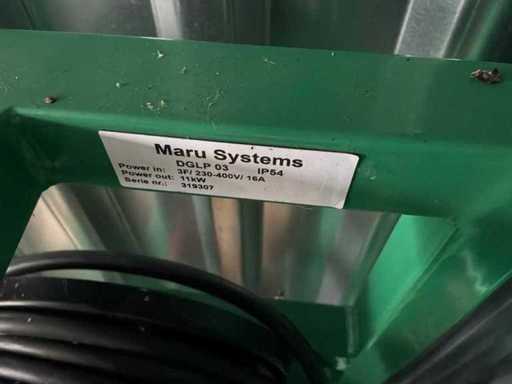 Maru Systems
DGLP 03 IP54
Power in: 3F/ 230-400V/ 16A
Power out: 11kW
Serie nr.: 319307